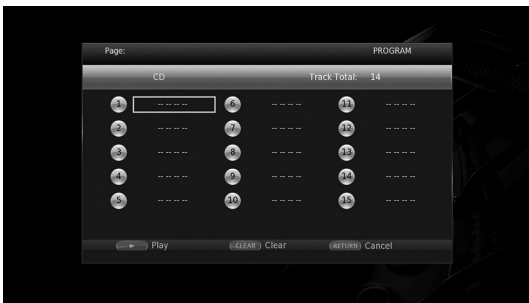 Page: PROGRAM
CD Track Total: 14
1 -- -- -- -- 6 -- -- -- -- 11 -- -- -- --
2 -- -- -- -- 7 -- -- -- -- 12 -- -- -- --
3 -- -- -- -- 8 -- -- -- -- 13 -- -- -- --
4 -- -- -- -- 9 -- -- -- -- 14 -- -- -- --
5 -- -- -- -- 10 -- -- -- -- 15 -- -- -- --
Play CLEAR Clear RETURN Cancel